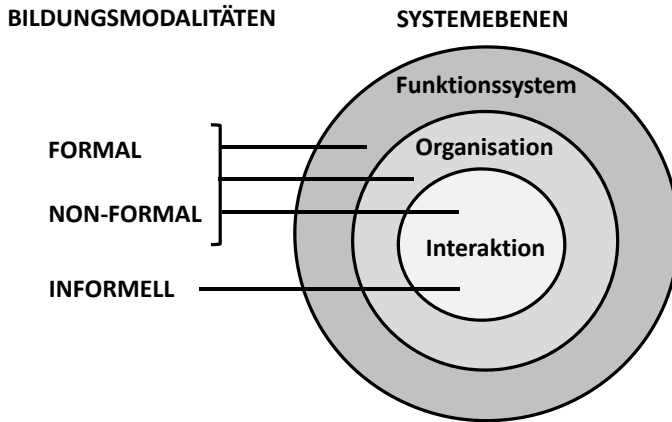 BILDUNGSMODALITÄTEN SYSTEMEBENEN
Funktionssystem
FORMAL
Organisation
NON-FORMAL
Interaktion
INFORMELL